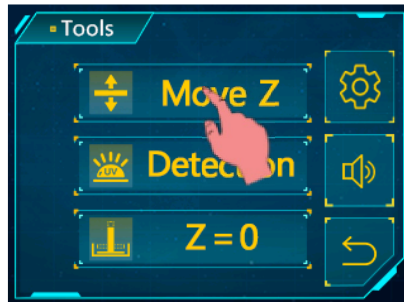 Tools
Move Z
UV
Detection
Z = 0